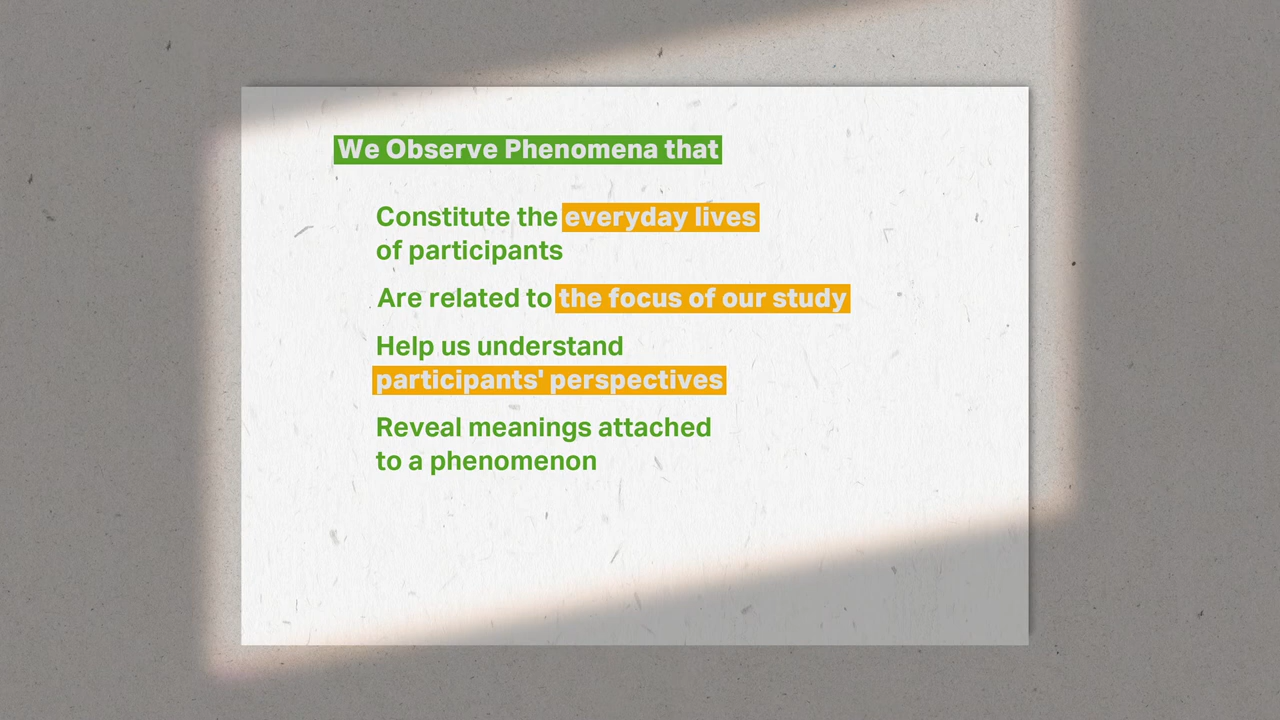 We Observe Phenomena that
Constitute the everyday lives
of participants
Are related to the focus of our study
Help us understand
participants' perspectives
Reveal meanings attached
to a phenomenon